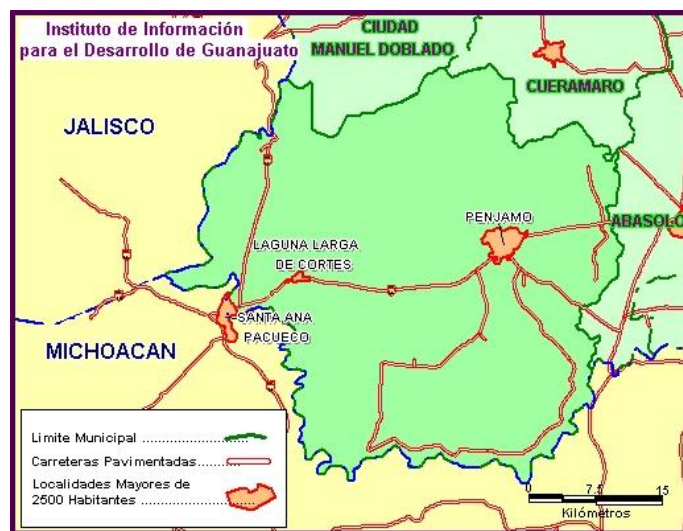 Instituto de Información
para el Desarrollo de Guanajuato
CIUDAD
MANUEL DOBLADO
CUERAMARO
JALISCO
PENJAMO
ABASOLO
LAGUNA LARGA
DE CORTES
SANTA ANA
PACUECO
MICHOACAN
Limite Municipal
Carreteras Pavimentadas
Localidades Mayores de
2500 Habitantes
0 7.5 15
Kilómetros